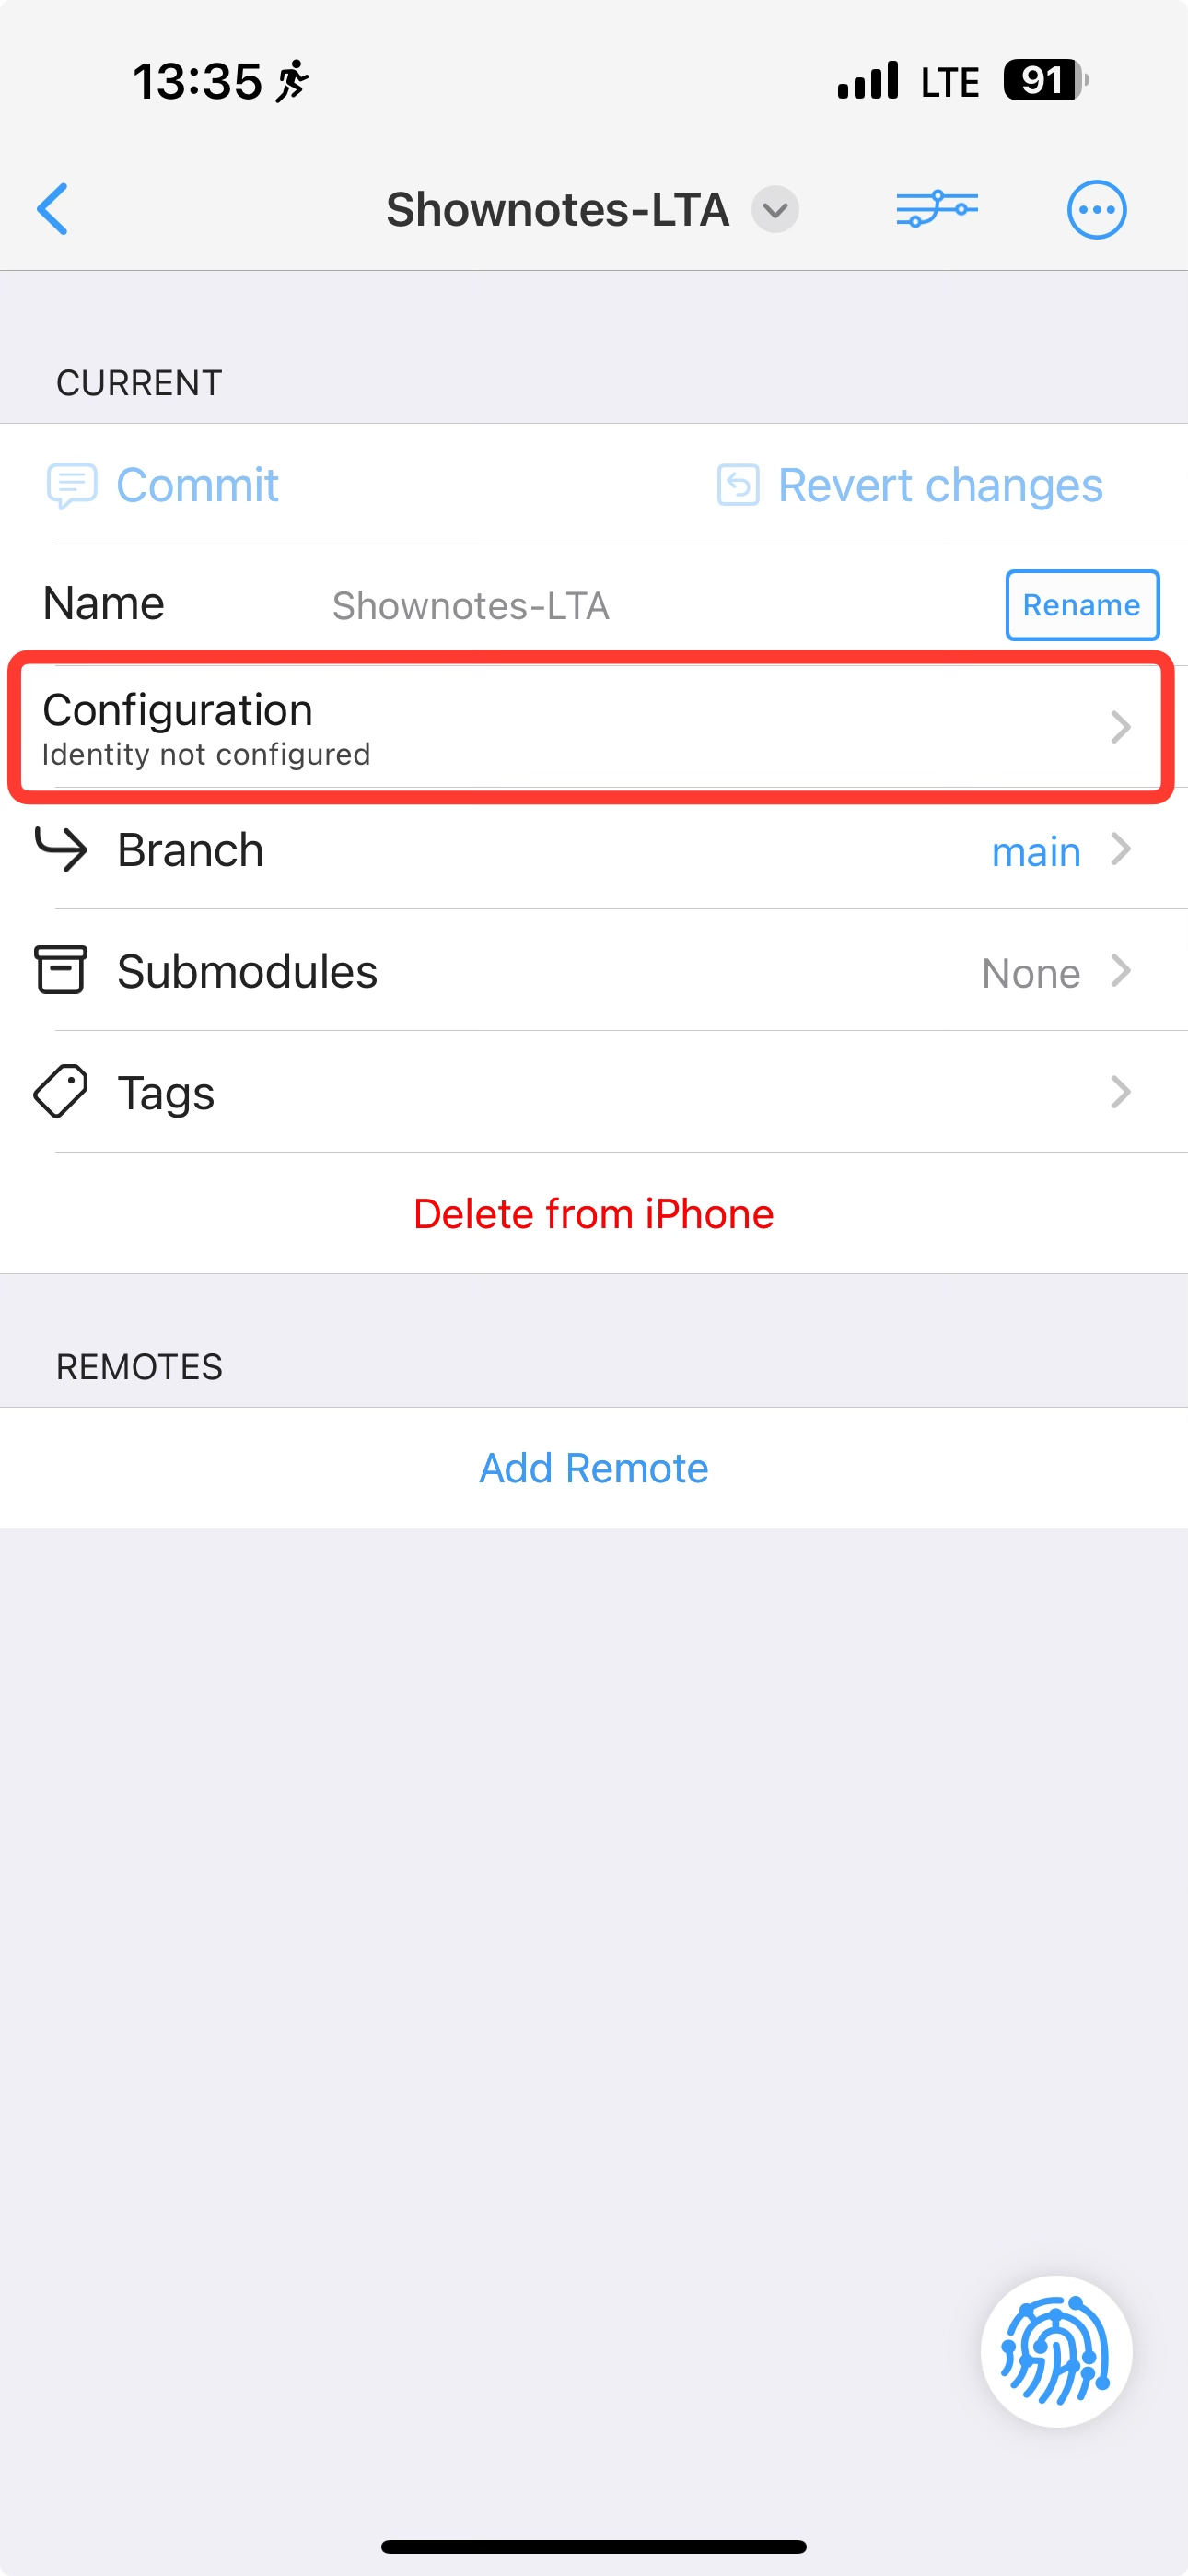 13:35 LTE 91
Shownotes-LTA
CURRENT
Commit Revert changes
Name Shownotes-LTA Rename
Configuration
Identity not configured
Branch main
Submodules None
Tags
Delete from iPhone
REMOTES
Add Remote